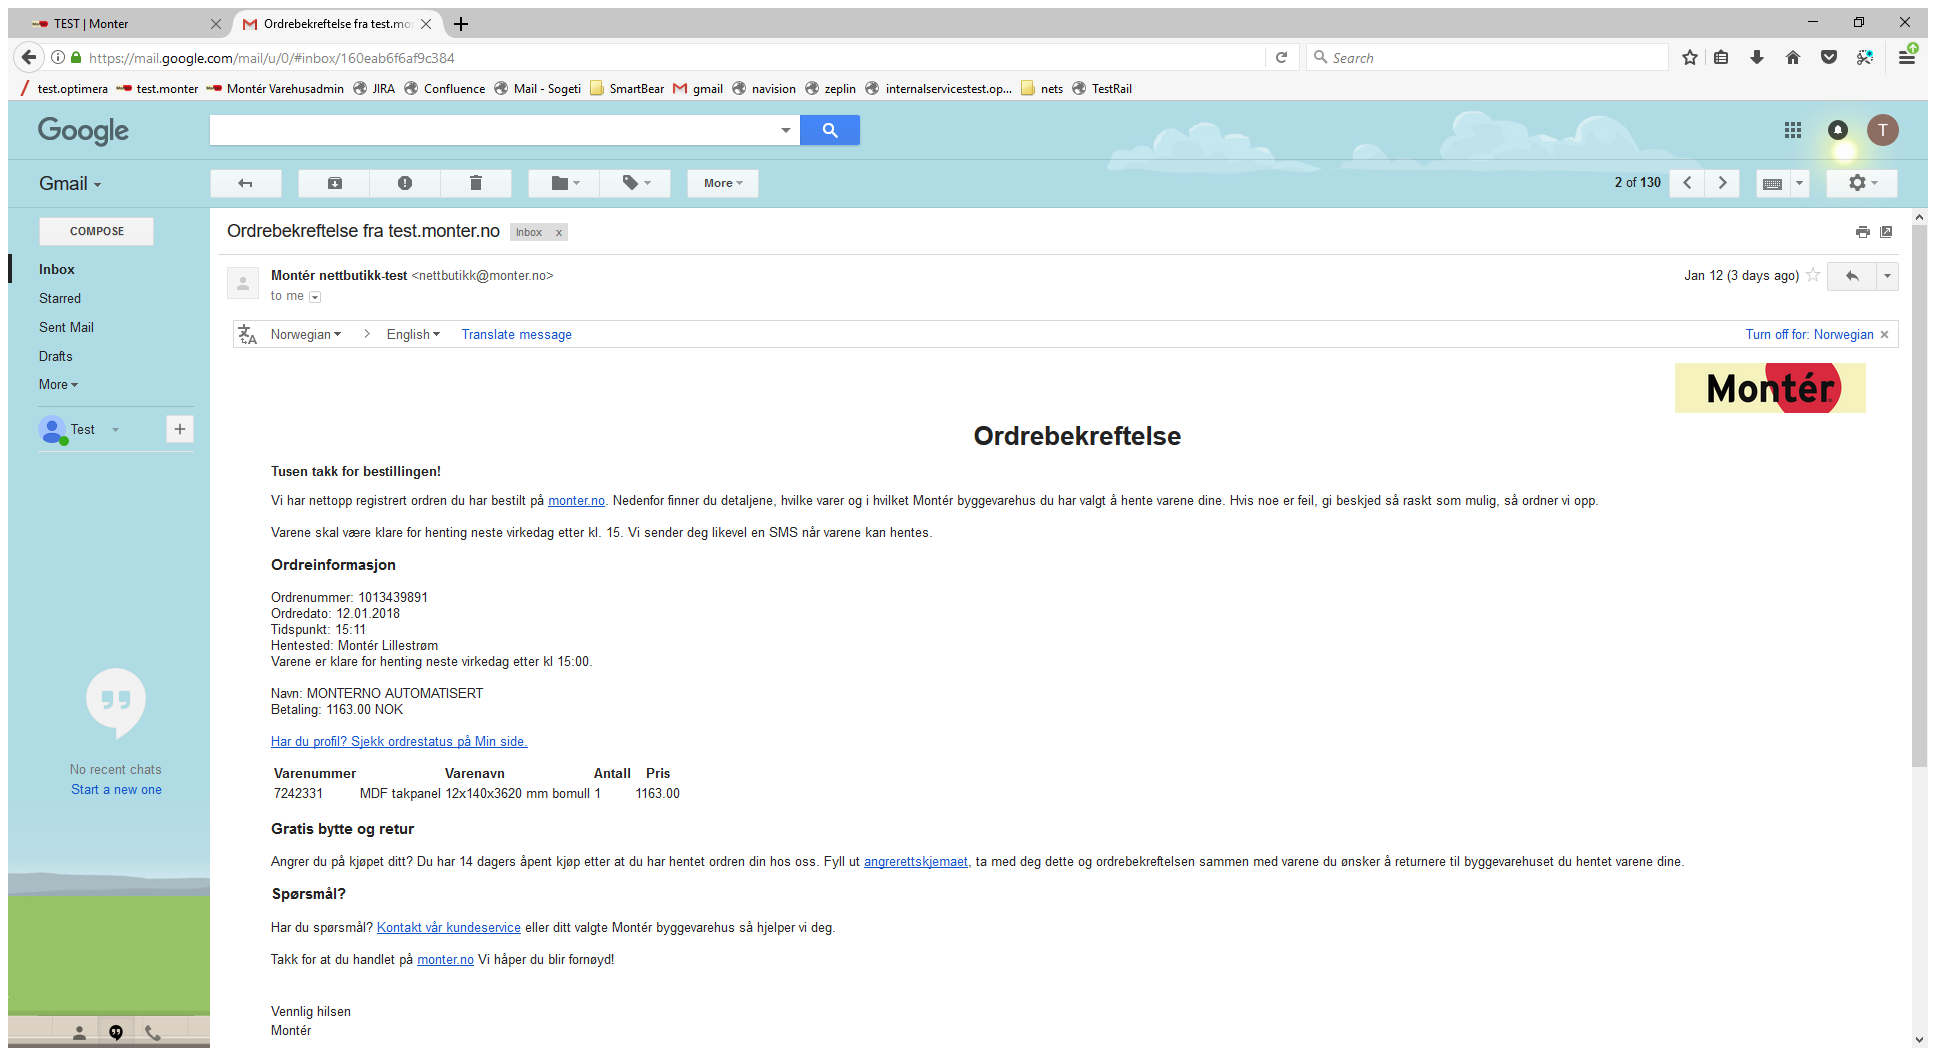 TEST | Monter
Ordrebekreftelse fra test.mo
https://mail.google.com/mail/u/0/#inbox/160eab6f6af9c384
Search
test.optimera test.monter Montér Varehusadmin JIRA Confluence Mail - Sogeti SmartBear gmail navision zeplin internalservicestest.op... nets TestRail
Google
T
Gmail
More
2 of 130
COMPOSE
Inbox
Starred
Sent Mail
Drafts
More
Test
No recent chats
Start a new one
Ordrebekreftelse fra test.monter.no Inbox x
Montér nettbutikk-test <nettbutikk@monter.no>
Jan 12 (3 days ago)
to me
Norwegian > English Translate message
Turn off for: Norwegian
Montér
Ordrebekreftelse
Tusen takk for bestillingen!
Vi har nettopp registrert ordren du har bestilt på monter.no. Nedenfor finner du detaljene, hvilke varer og i hvilket Montér byggevarehus du har valgt å hente varene dine. Hvis noe er feil, gi beskjed så raskt som mulig, så ordner vi opp.
Varene skal være klare for henting neste virkedag etter kl. 15. Vi sender deg likevel en SMS når varene kan hentes.
Ordreinformasjon
Ordrenummer: 1013439891
Ordredato: 12.01.2018
Tidspunkt: 15:11
Hentested: Montér Lillestrøm
Varene er klare for henting neste virkedag etter kl 15:00.
Navn: MONTERNO AUTOMATISERT
Betaling: 1163.00 NOK
Har du profil? Sjekk ordrestatus på Min side.
Varenummer Varenavn Antall Pris
7242331 MDF takpanel 12x140x3620 mm bomull 1 1163.00
Gratis bytte og retur
Angrer du på kjøpet ditt? Du har 14 dagers åpent kjøp etter at du har hentet ordren din hos oss. Fyll ut angrerettskjemaet, ta med deg dette og ordrebekreftelsen sammen med varene du ønsker å returnere til byggevarehuset du hentet varene dine.
Spørsmål?
Har du spørsmål? Kontakt vår kundeservice eller ditt valgte Montér byggevarehus så hjelper vi deg.
Takk for at du handlet på monter.no Vi håper du blir fornøyd!
Vennlig hilsen
Montér